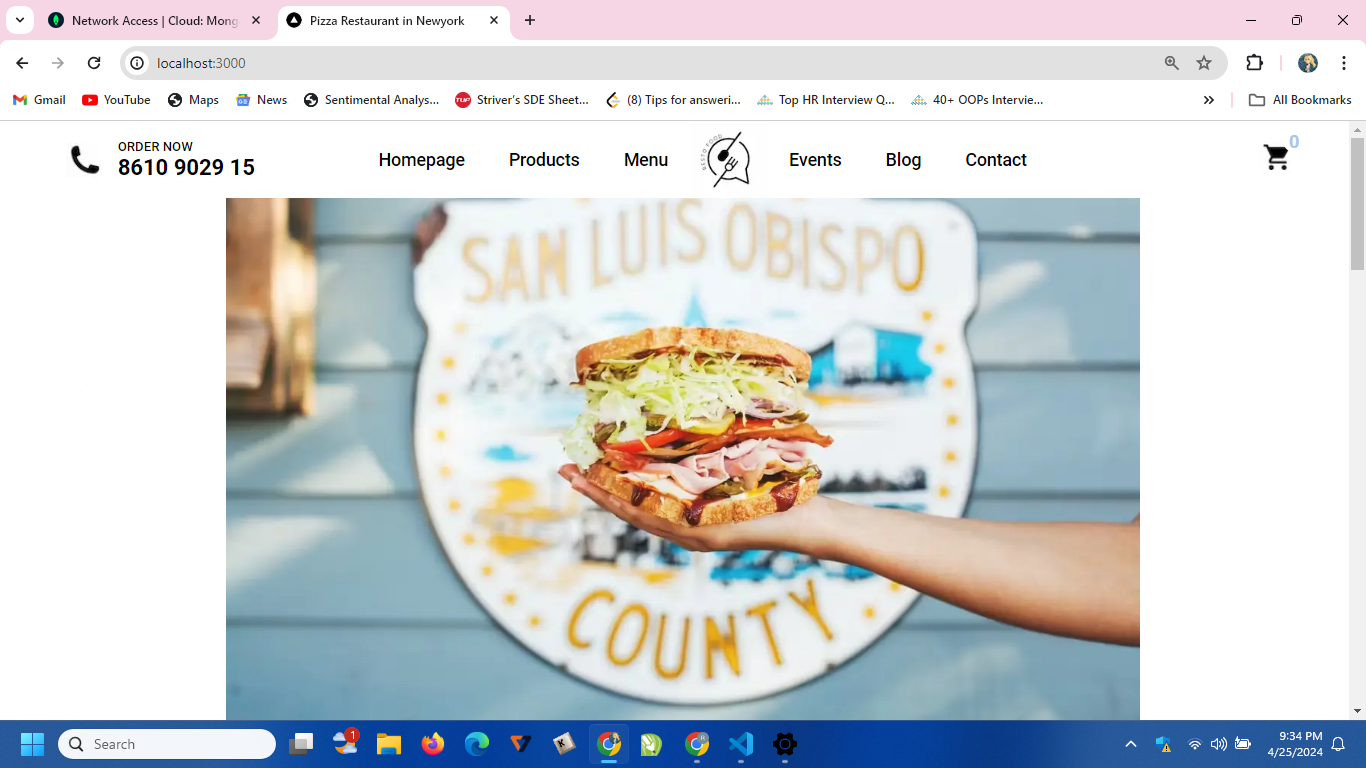 Network Access | Cloud: Mong
Pizza Restaurant in Newyork
localhost:3000
Gmail
YouTube
Maps
News
Sentimental Analys...
Striver's SDE Sheet...
(8) Tips for answeri...
Top HR Interview Q...
40+ OOPs Intervie...
All Bookmarks
ORDER NOW
8610 9029 15
Homepage
Products
Menu
RESTO FOOD
Events
Blog
Contact
0
SAN LUIS OBISPO
COUNTY
Search
1
9:34 PM
4/25/2024